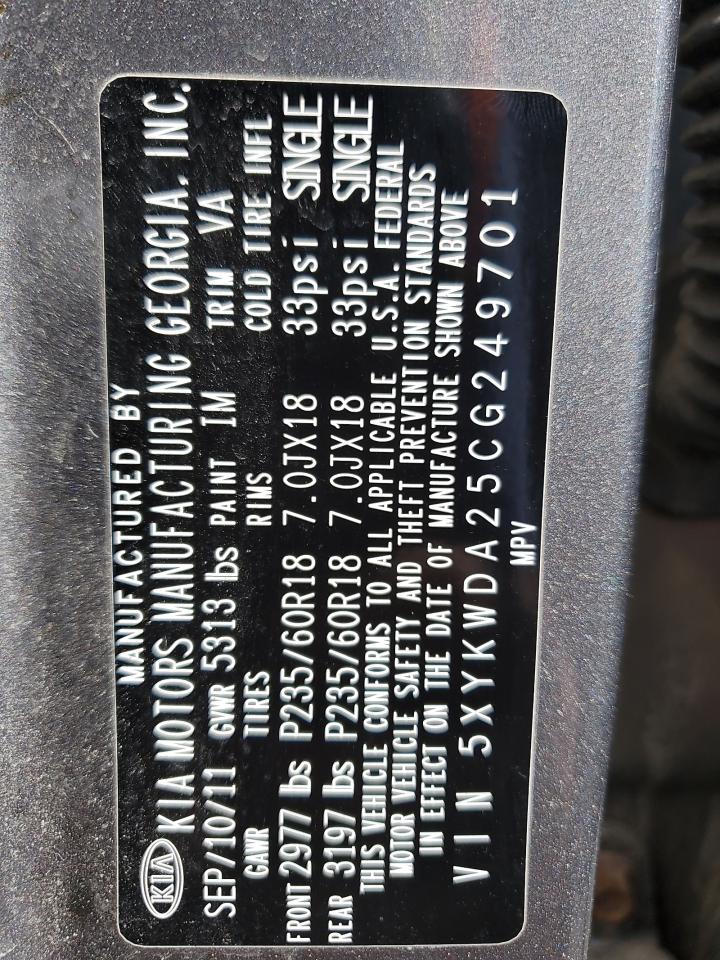 MANUFACTURED BY
KIA KIA MOTORS MANUFACTURING GEORGIA. INC.
SEP/10/11 GVWR 5313 lbs PAINT IM TRIM VA
GAWR TIRES RIMS COLD TIRE INFL
FRONT 2977 lbs P235/60R18 7.0JX18 33psi SINGLE
REAR 3197 lbs P235/60R18 7.0JX18 33psi SINGLE
THIS VEHICLE CONFORMS TO ALL APPLICABLE U.S.A. FEDERAL
MOTOR VEHICLE SAFETY AND THEFT PREVENTION STANDARDS
IN EFFECT ON THE DATE OF MANUFACTURE SHOWN ABOVE
VIN 5XYKWDA25CG249701
MPV